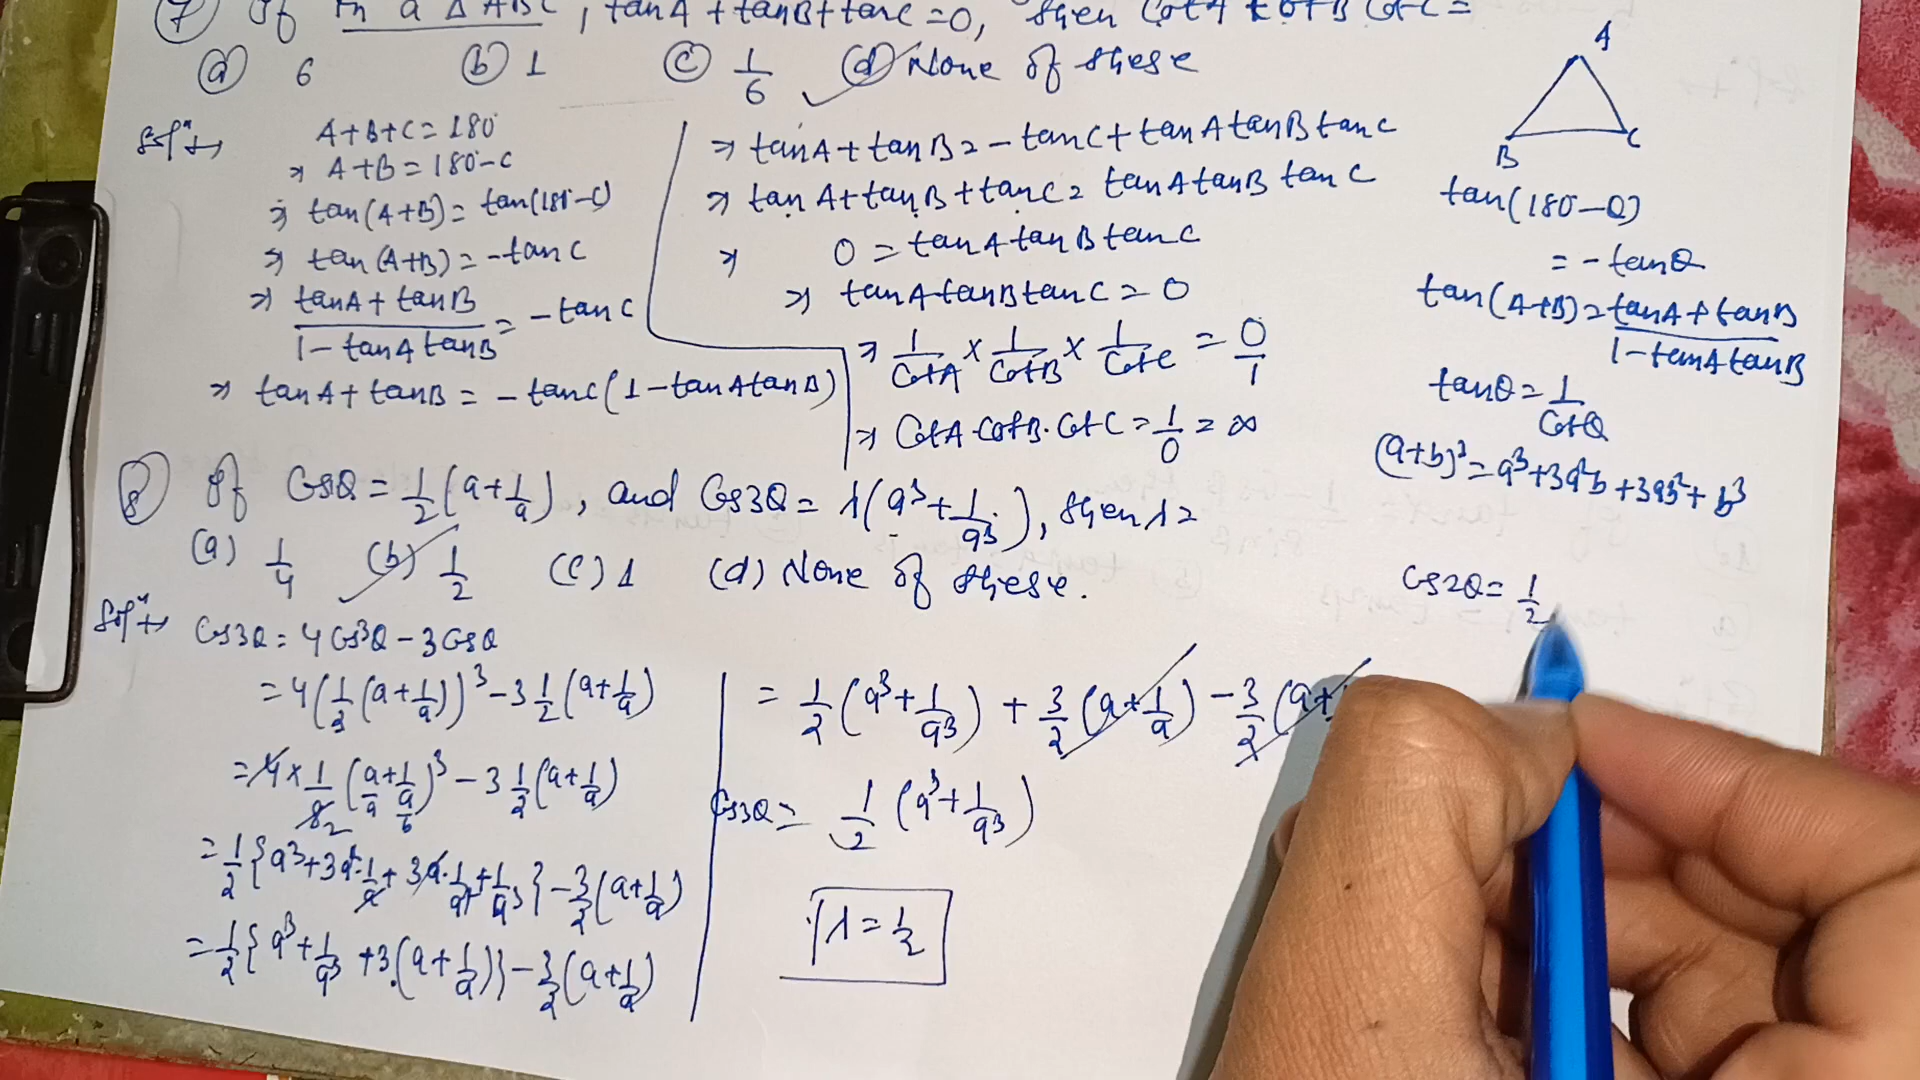 ⑦ If in a Δ ABC, tanA + tanB + tanC = 0, then CotA CotB CotC =
(a) 6 (b) 1 (c) 1/6 (d) None of these
Solⁿ→ A+B+C = 180°
⇒ A+B = 180°-C
⇒ tan(A+B) = tan(180°-C)
⇒ tan(A+B) = -tanC
⇒ (tanA + tanB)/(1 - tanA tanB) = -tanC
⇒ tanA + tanB = -tanC(1 - tanA tanB)
⇒ tanA + tanB = -tanC + tanA tanB tanC
⇒ tanA + tanB + tanC = tanA tanB tanC
⇒ 0 = tanA tanB tanC
⇒ tanA tanB tanC = 0
⇒ 1/CotA × 1/CotB × 1/CotC = 0/1
⇒ CotA·CotB·CotC = 1/0 = ∞
A
B
C
tan(180-θ)
= -tanθ
tan(A+B) = (tanA + tanB)/(1 - tanA tanB)
tanθ = 1/Cotθ
(a+b)³ = a³+3a²b+3ab²+b³
⑧ If Cosθ = 1/2(a+1/a), and Cos3θ = λ(a³+1/a³), then λ =
(a) 1/4 (b) 1/2 (c) 1 (d) None of these.
Solⁿ→ Cos3θ = 4Cos³θ - 3Cosθ
= 4(1/2(a+1/a))³ - 3 1/2(a+1/a)
= 4 × 1/8 2 (a/a + 1/a/b)³ - 3 1/2(a+1/a)
= 1/2{a³+3a²·1/a + 3a·1/a²+1/a³} - 3/2(a+1/a)
= 1/2{a³+1/a³ +3·(a+1/a)} - 3/2(a+1/a)
= 1/2(a³+1/a³) + 3/2(a+1/a) - 3/2(a+
Cos3θ = 1/2(a³+1/a³)
λ = 1/2
Cos2θ = 1/2